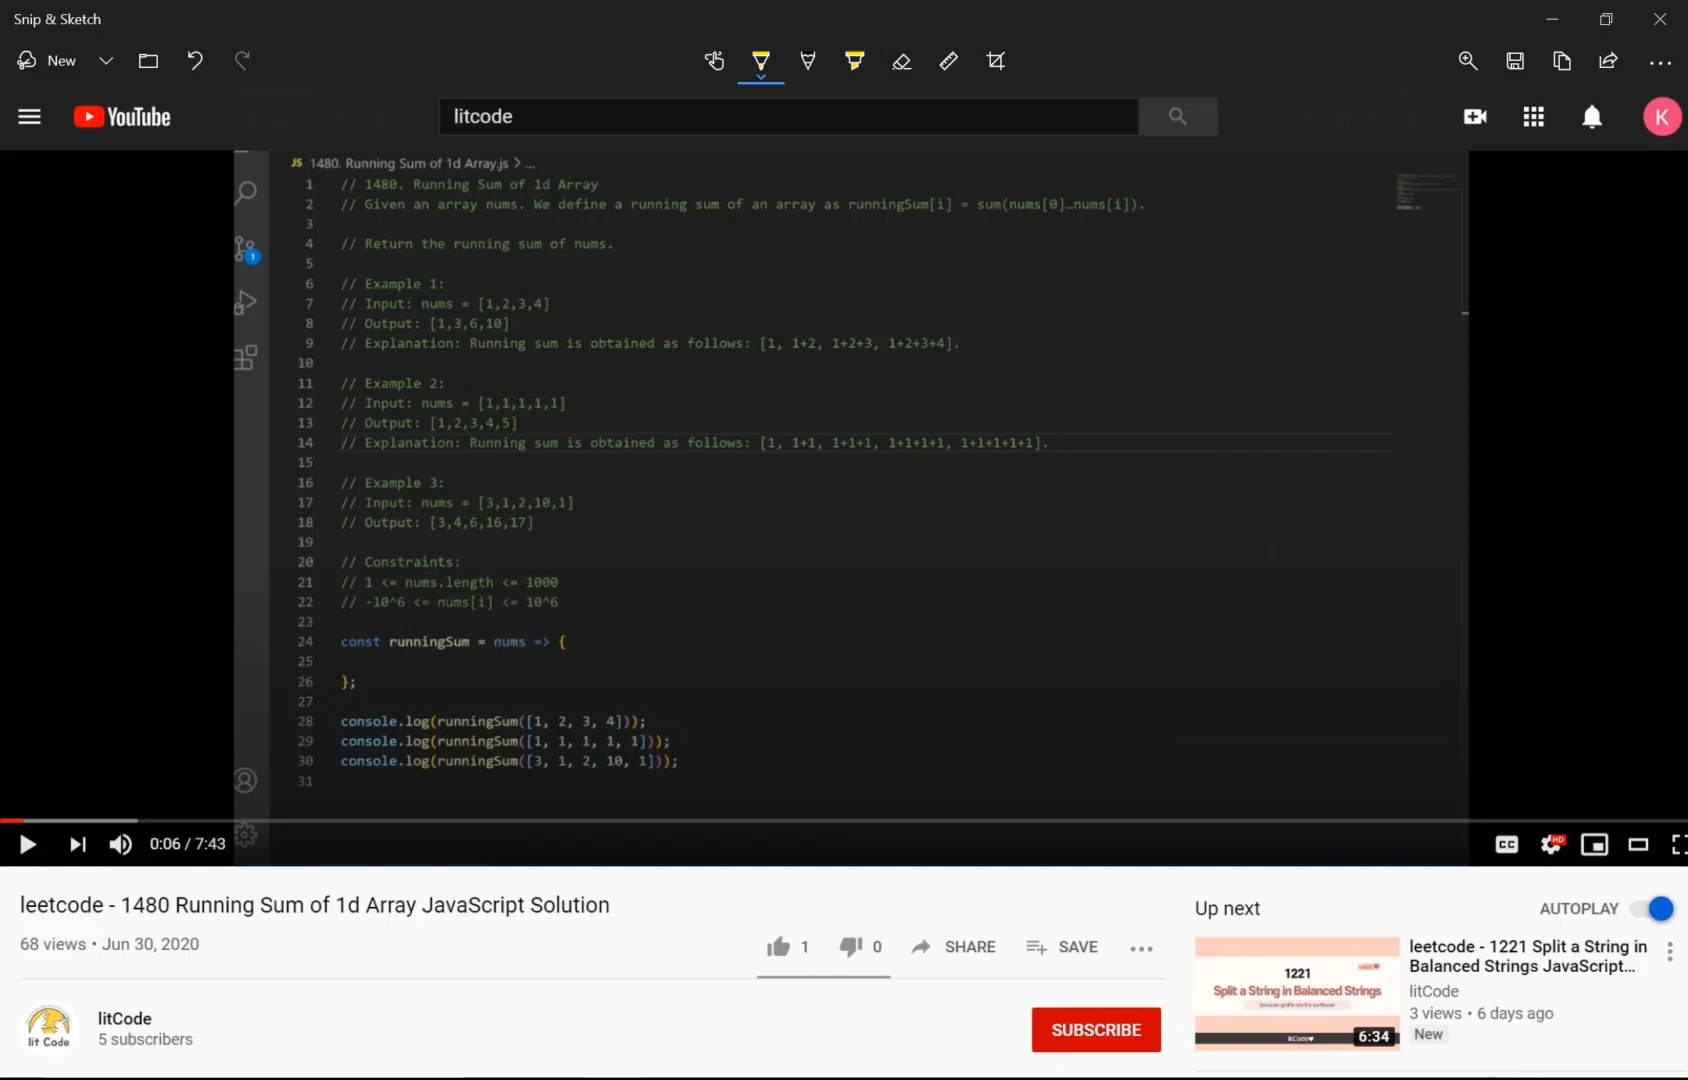 Snip & Sketch
New
YouTube
litcode
K
JS 1480. Running Sum of 1d Array.js > ...
1 // 1480. Running Sum of 1d Array
2 // Given an array nums. We define a running sum of an array as runningSum[i] = sum(nums[0]…nums[i]).
3
4 // Return the running sum of nums.
5
6 // Example 1:
7 // Input: nums = [1,2,3,4]
8 // Output: [1,3,6,10]
9 // Explanation: Running sum is obtained as follows: [1, 1+2, 1+2+3, 1+2+3+4].
10
11 // Example 2:
12 // Input: nums = [1,1,1,1,1]
13 // Output: [1,2,3,4,5]
14 // Explanation: Running sum is obtained as follows: [1, 1+1, 1+1+1, 1+1+1+1, 1+1+1+1+1].
15
16 // Example 3:
17 // Input: nums = [3,1,2,10,1]
18 // Output: [3,4,6,16,17]
19
20 // Constraints:
21 // 1 <= nums.length <= 1000
22 // -10^6 <= nums[i] <= 10^6
23
24 const runningSum = nums => {
25
26 };
27
28 console.log(runningSum([1, 2, 3, 4]));
29 console.log(runningSum([1, 1, 1, 1, 1]));
30 console.log(runningSum([3, 1, 2, 10, 1]));
31
1
0:06 / 7:43
CC
HD
leetcode - 1480 Running Sum of 1d Array JavaScript Solution
68 views • Jun 30, 2020
1 0 SHARE SAVE ...
lit Code
litCode
5 subscribers
SUBSCRIBE
Up next
AUTOPLAY
1221
Split a String in Balanced Strings
litCode
6:34
leetcode - 1221 Split a String in
Balanced Strings JavaScript...
litCode
3 views • 6 days ago
New